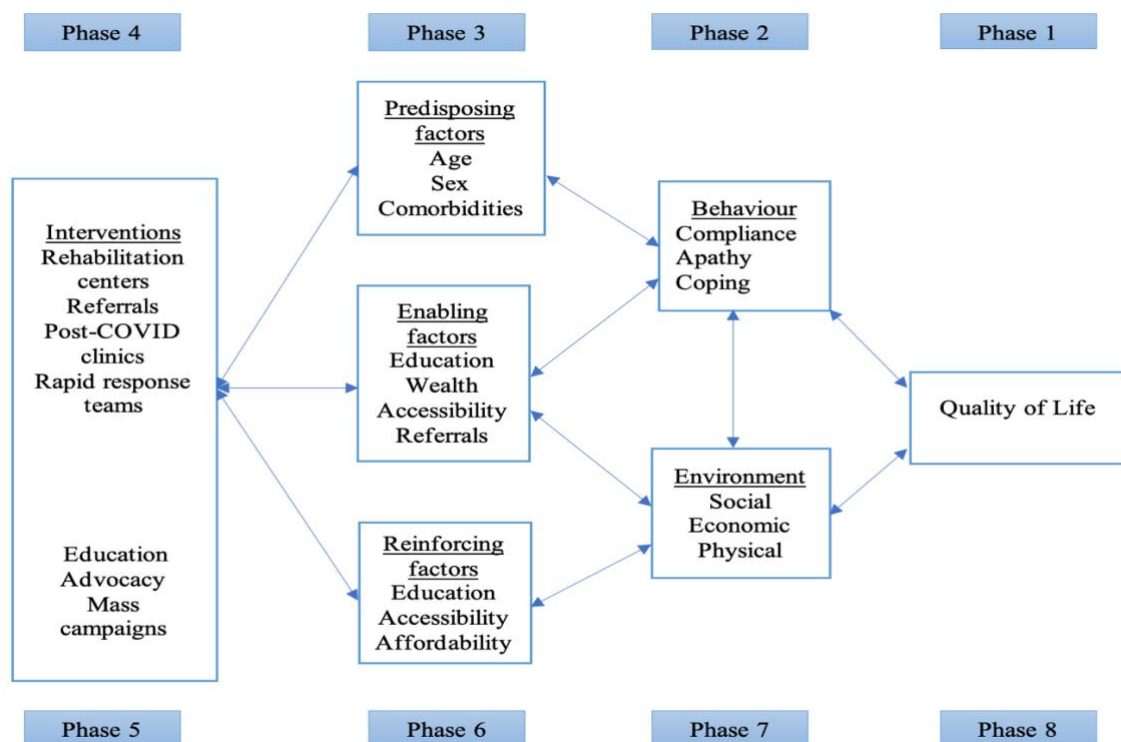 Phase 4
Phase 3
Phase 2
Phase 1
Interventions
Rehabilitation
centers
Referrals
Post-COVID
clinics
Rapid response
teams
Education
Advocacy
Mass
campaigns
Predisposing
factors
Age
Sex
Comorbidities
Enabling
factors
Education
Wealth
Accessibility
Referrals
Reinforcing
factors
Education
Accessibility
Affordability
Behaviour
Compliance
Apathy
Coping
Environment
Social
Economic
Physical
Quality of Life
Phase 5
Phase 6
Phase 7
Phase 8